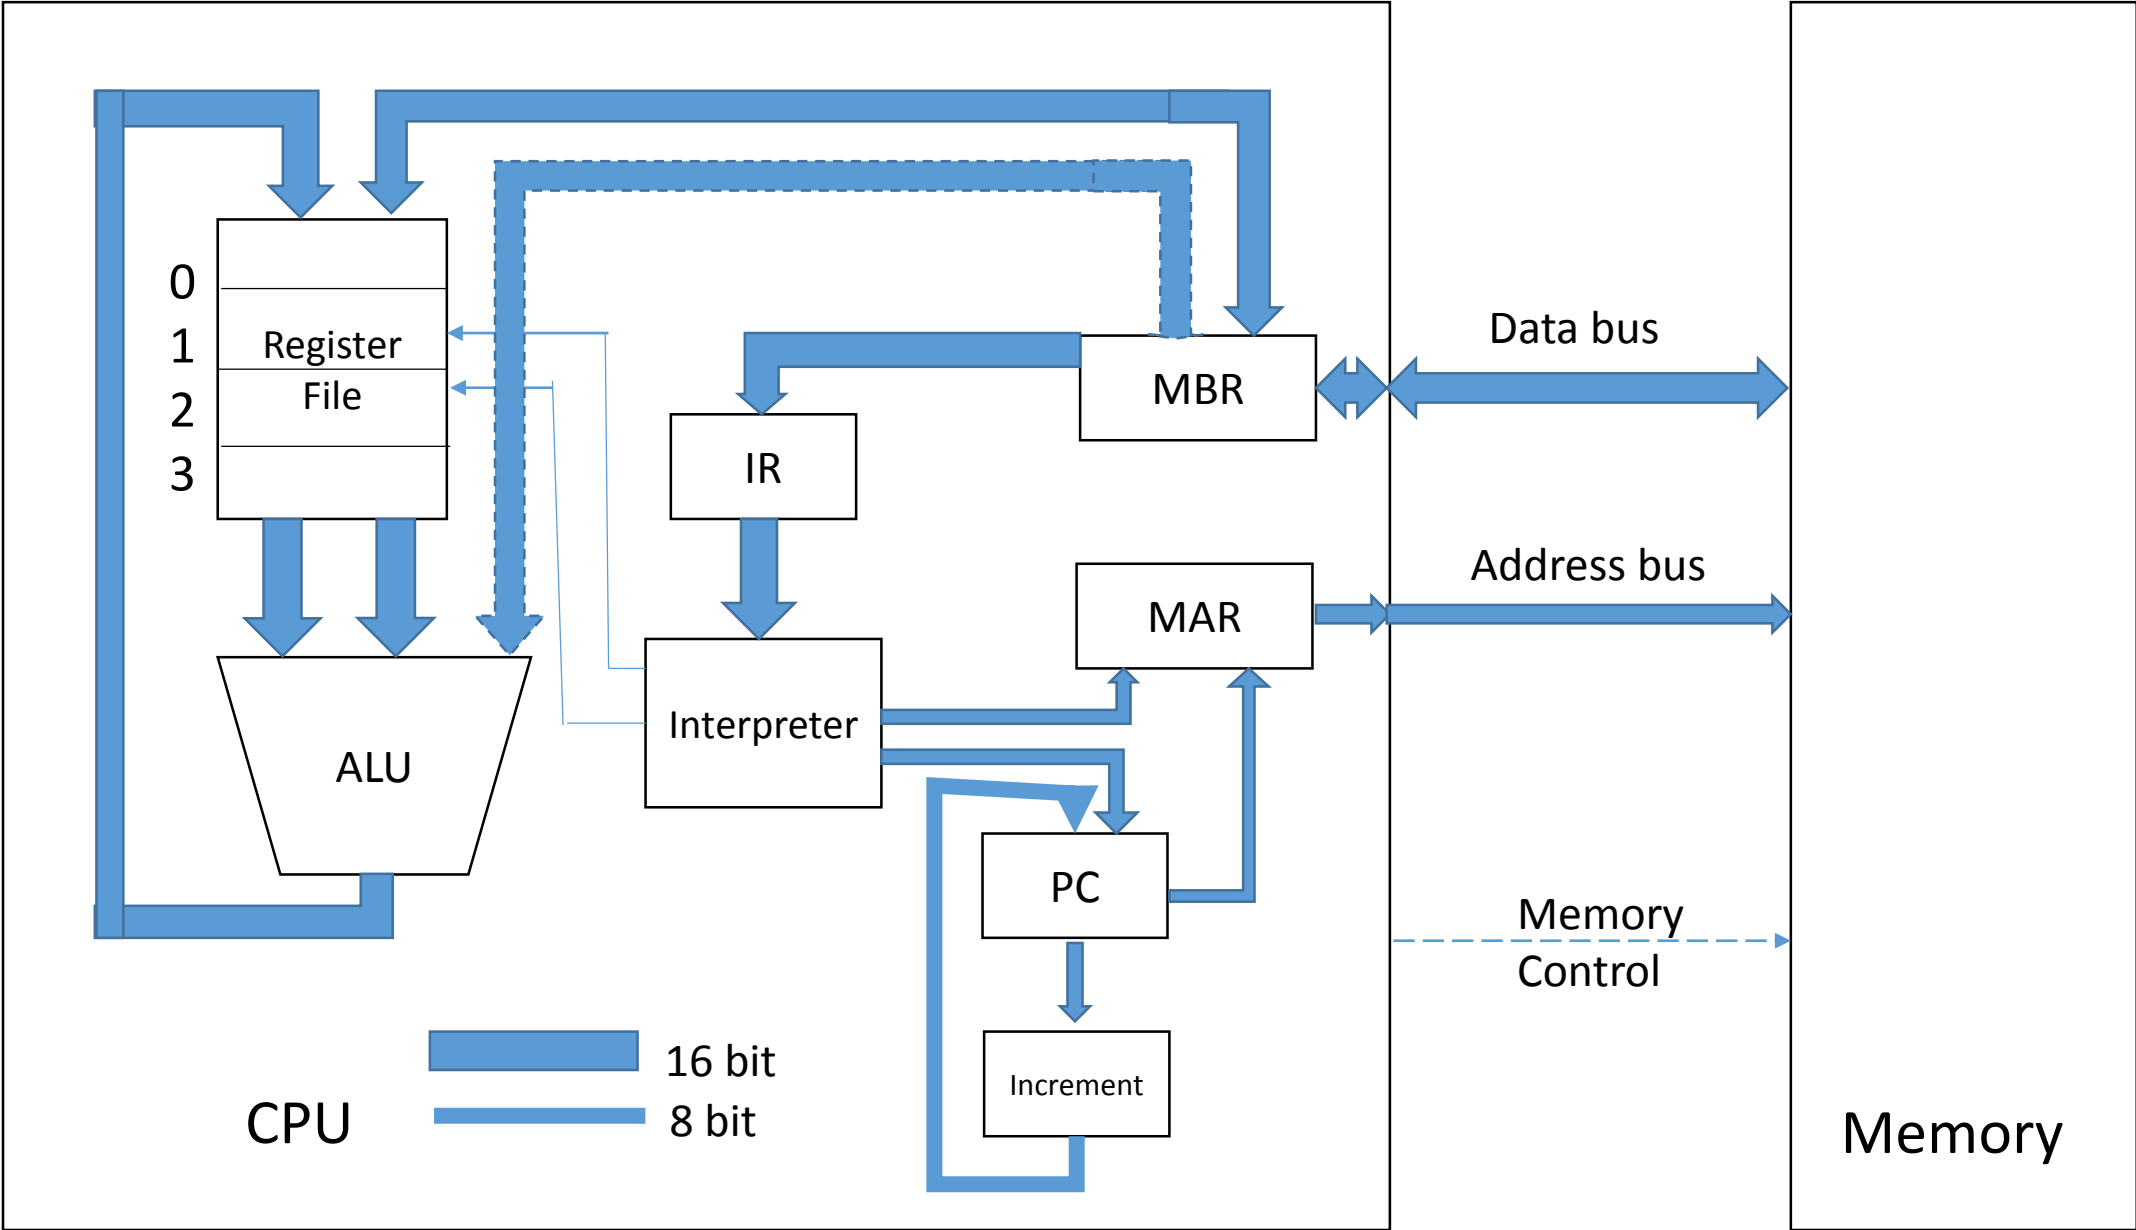 0
1
2
3
Register
File
ALU
IR
Interpreter
MBR
MAR
PC
Increment
16 bit
8 bit
CPU
Data bus
Address bus
Memory
Control
Memory